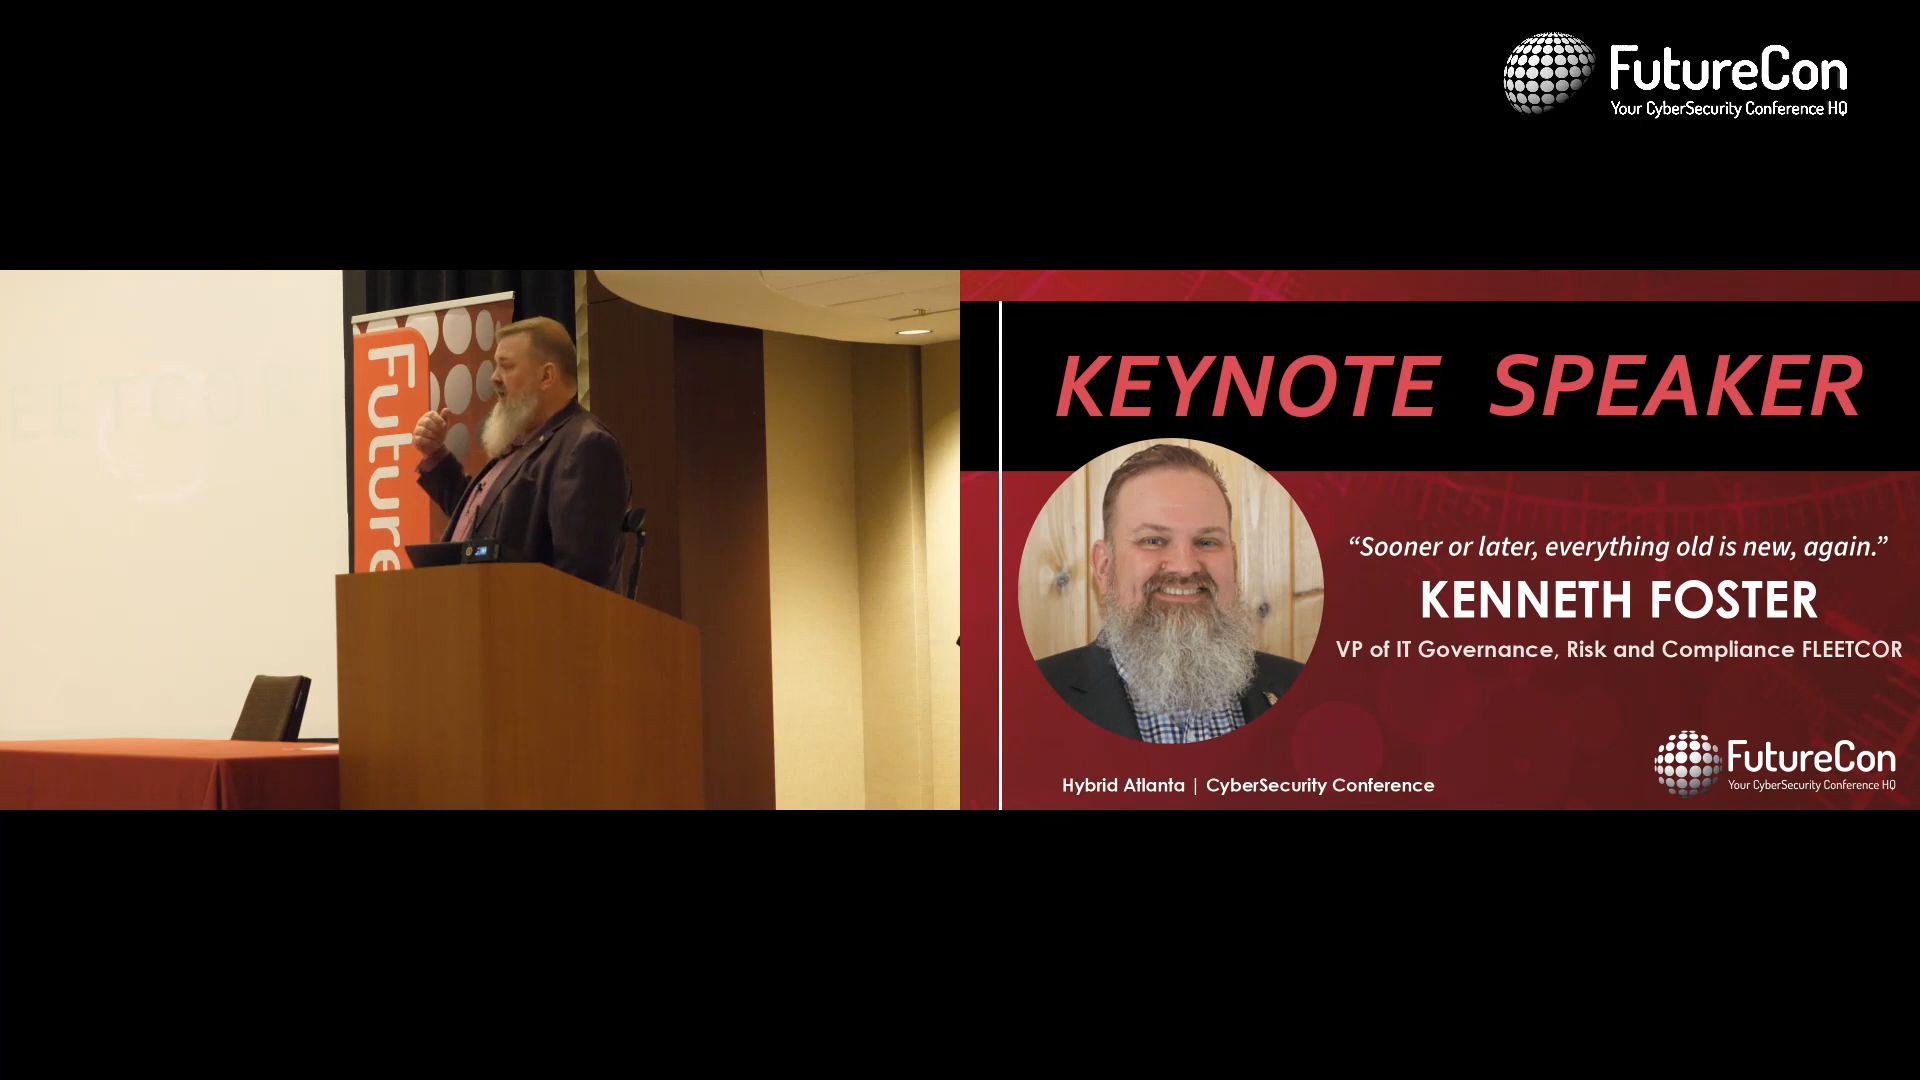 FutureCon
Your CyberSecurity Conference HQ
Future
KEYNOTE SPEAKER
“Sooner or later, everything old is new, again.”
KENNETH FOSTER
VP of IT Governance, Risk and Compliance FLEETCOR
Hybrid Atlanta | CyberSecurity Conference
FutureCon
Your CyberSecurity Conference HQ